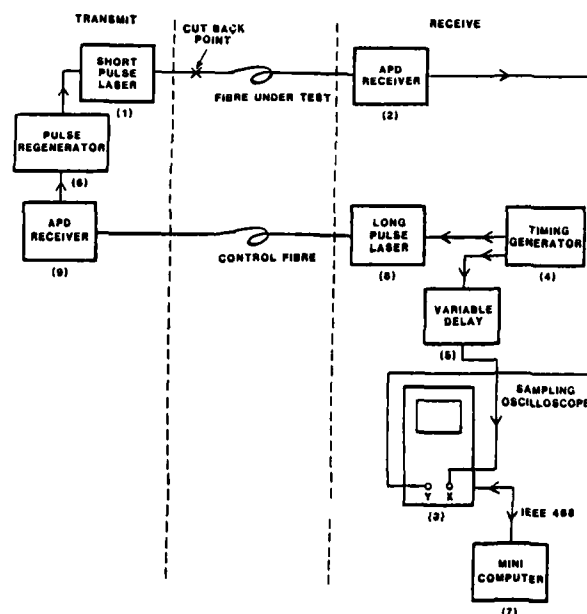 TRANSMIT
CUT BACK
POINT
RECEIVE
SHORT
PULSE
LASER
(1)
FIBRE UNDER TEST
APD
RECEIVER
(2)
PULSE
REGENERATOR
(6)
APD
RECEIVER
(9)
CONTROL FIBRE
LONG
PULSE
LASER
(8)
TIMING
GENERATOR
(4)
VARIABLE
DELAY
(5)
SAMPLING
OSCILLOSCOPE
Y X
(3)
IEEE 488
MINI
COMPUTER
(7)